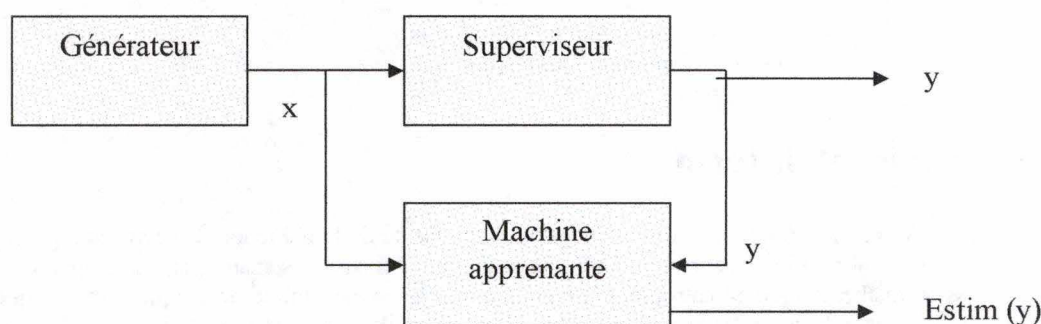 Générateur
Superviseur
y
x
Machine
apprenante
y
Estim (y)